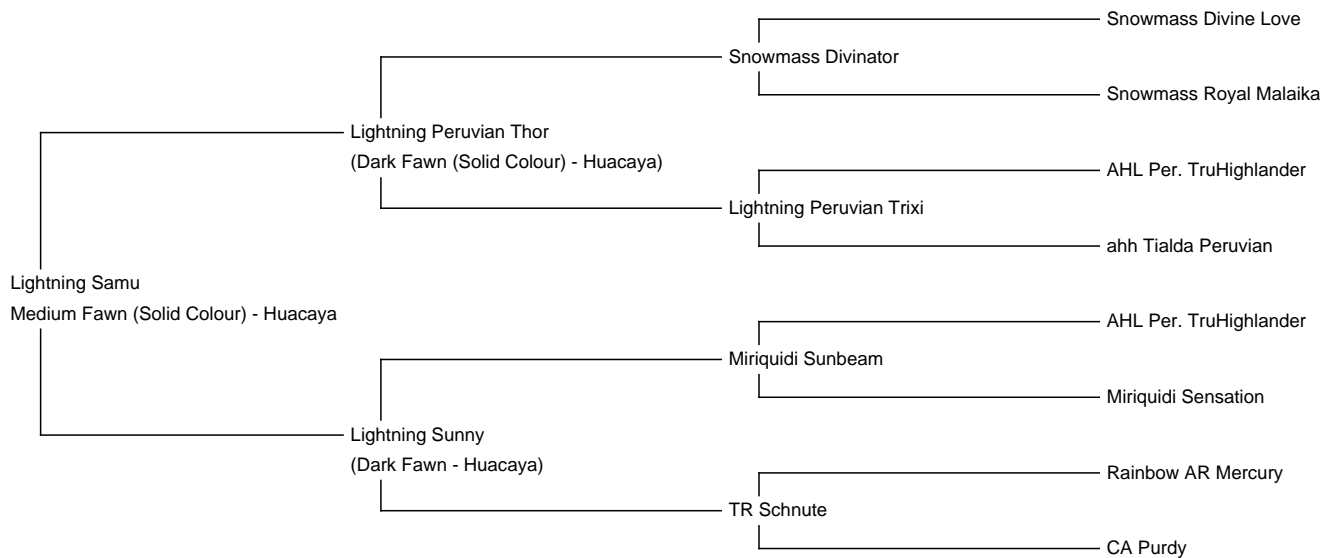 Snowmass Divine Love
Snowmass Divinator
Snowmass Royal Malaika
Lightning Peruvian Thor
(Dark Fawn (Solid Colour) - Huacaya)
AHL Per. TruHighlander
Lightning Peruvian Trixi
ahh Tialda Peruvian
Lightning Samu
Medium Fawn (Solid Colour) - Huacaya
AHL Per. TruHighlander
Miriquidi Sunbeam
Miriquidi Sensation
Lightning Sunny
(Dark Fawn - Huacaya)
Rainbow AR Mercury
TR Schnute
CA Purdy